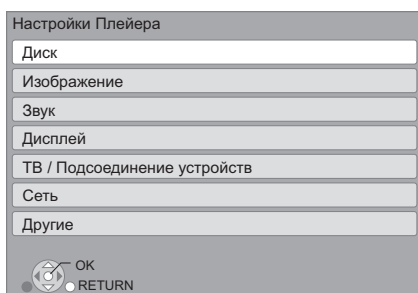 Настройки Плейера
Диск
Изображение
Звук
Дисплей
ТВ / Подсоединение устройств
Сеть
Другие
OK
RETURN